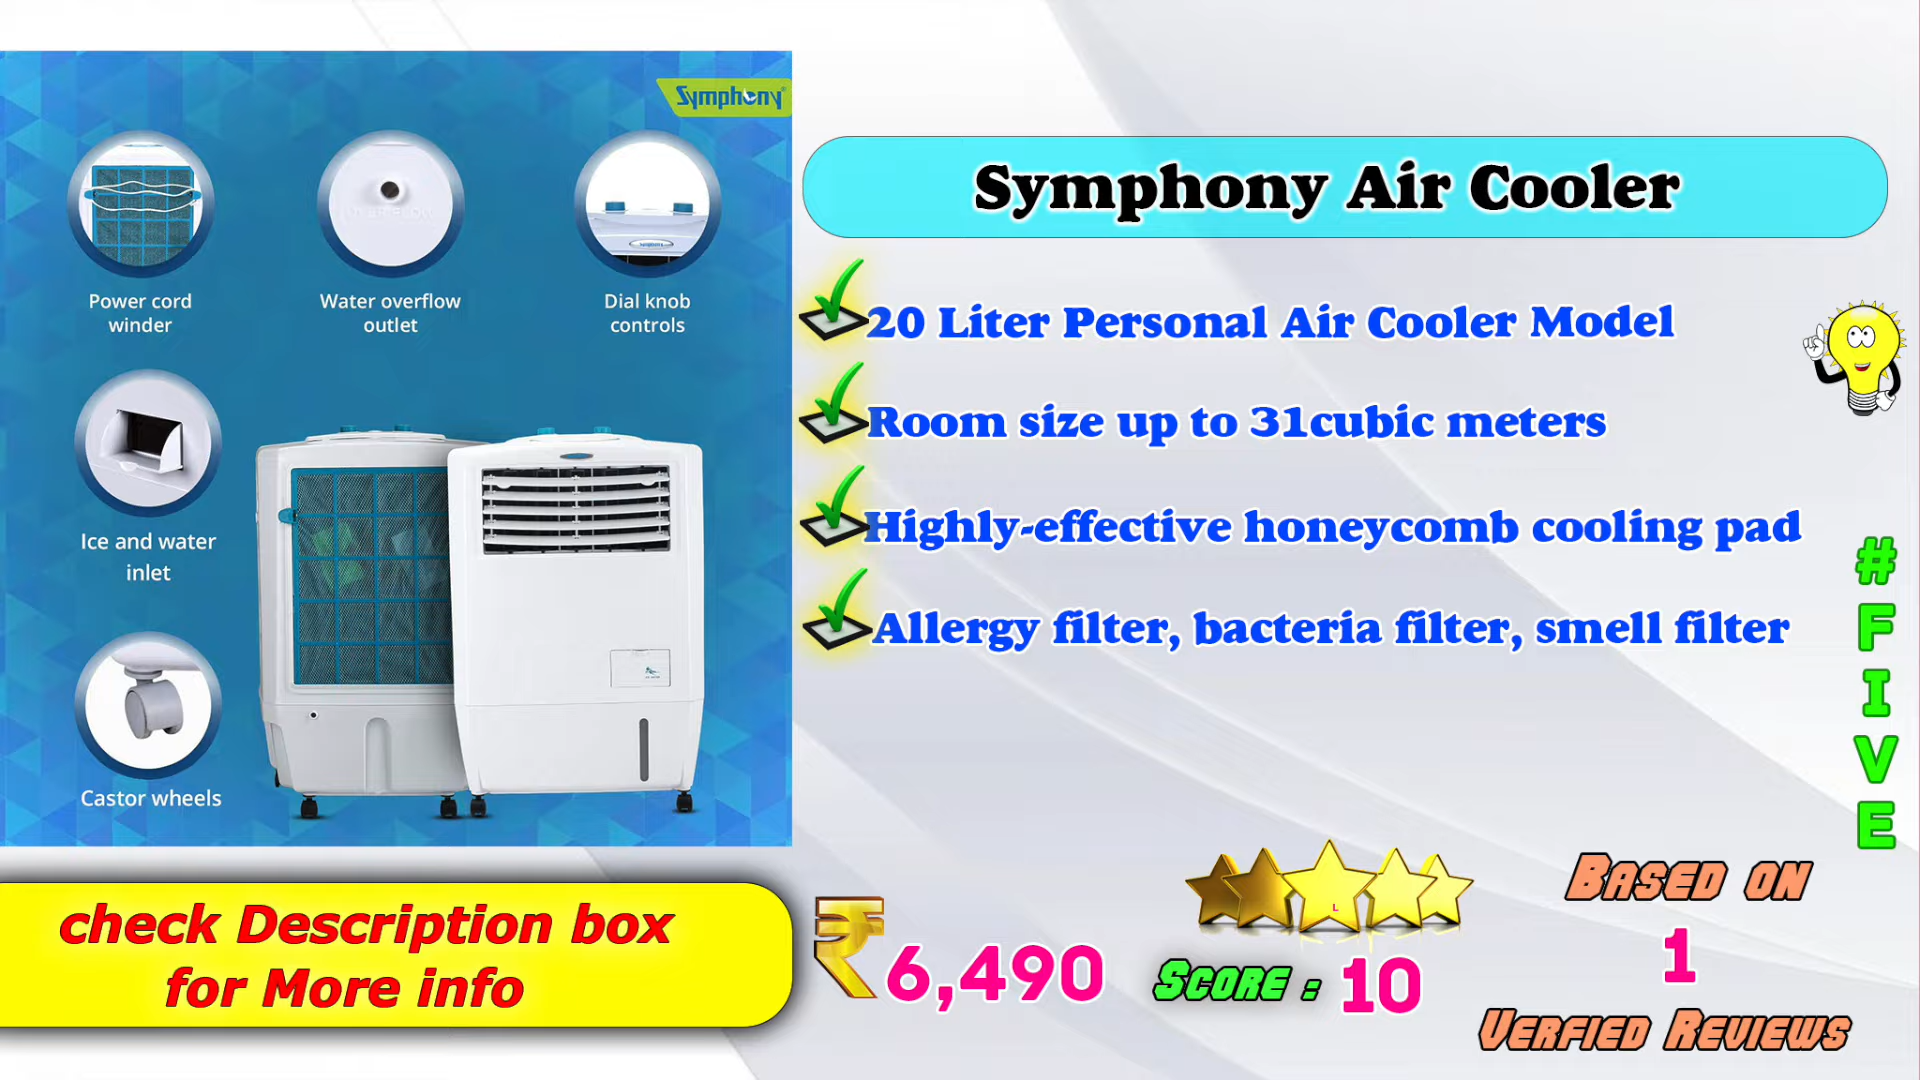 Symphony
Power cord
winder
Water overflow
outlet
Dial knob
controls
Ice and water
inlet
Castor wheels
Symphony Air Cooler
20 Liter Personal Air Cooler Model
Room size up to 31cubic meters
Highly-effective honeycomb cooling pad
Allergy filter, bacteria filter, smell filter
#FIVE
check Description box
for More info
₹6,490
L
Score : 10
Based on
1
Verfied Reviews